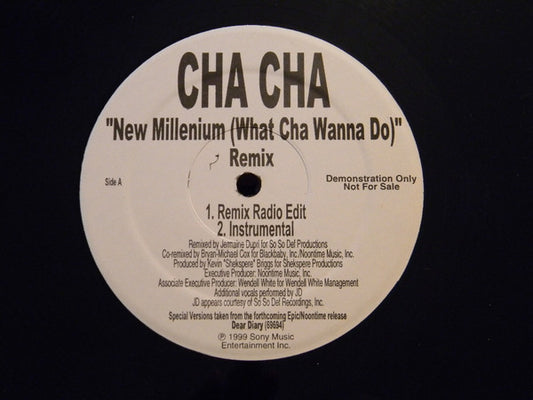 CHA CHA
"New Millenium (What Cha Wanna Do)"
Remix
Side A
Demonstration Only
Not For Sale
1. Remix Radio Edit
2. Instrumental
Remixed by Jermaine Dupri for So So Def Productions
Co-remixed by Bryan-Michael Cox for Blackbaby, Inc./Noontime Music, Inc.
Produced by Kevin "Shekspere" Briggs for Shekspere Productions
Executive Producer: Noontime Music, Inc.
Associate Executive Producer: Wendell White for Wendell White Management
Additional vocals performed by JD
JD appears courtesy of So So Def Recordings, Inc.
Special Versions taken from the forthcoming Epic/Noontime release
Dear Diary (69694)
℗ 1999 Sony Music
Entertainment Inc.